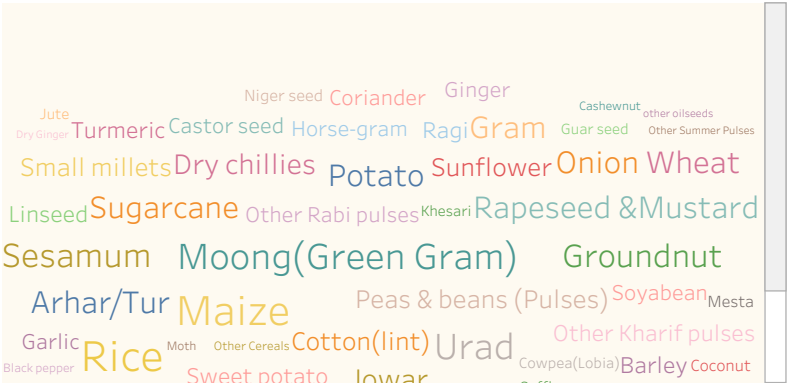 Ginger
Niger seed Coriander
Cashewnut
Jute other oilseeds
Dry Ginger Turmeric Castor seed Horse-gram Ragi Gram Guar seed Other Summer Pulses
Small millets Dry chillies Potato Sunflower Onion Wheat
Linseed Sugarcane Other Rabi pulses Khesari Rapeseed &Mustard
Sesamum Moong(Green Gram) Groundnut
Arhar/Tur Maize Peas & beans (Pulses) Soyabean Mesta
Garlic Rice Moth Other Cereals Cotton(lint) Urad Other Kharif pulses
Black pepper Sweet potato Jowar Cowpea(Lobia) Barley Coconut